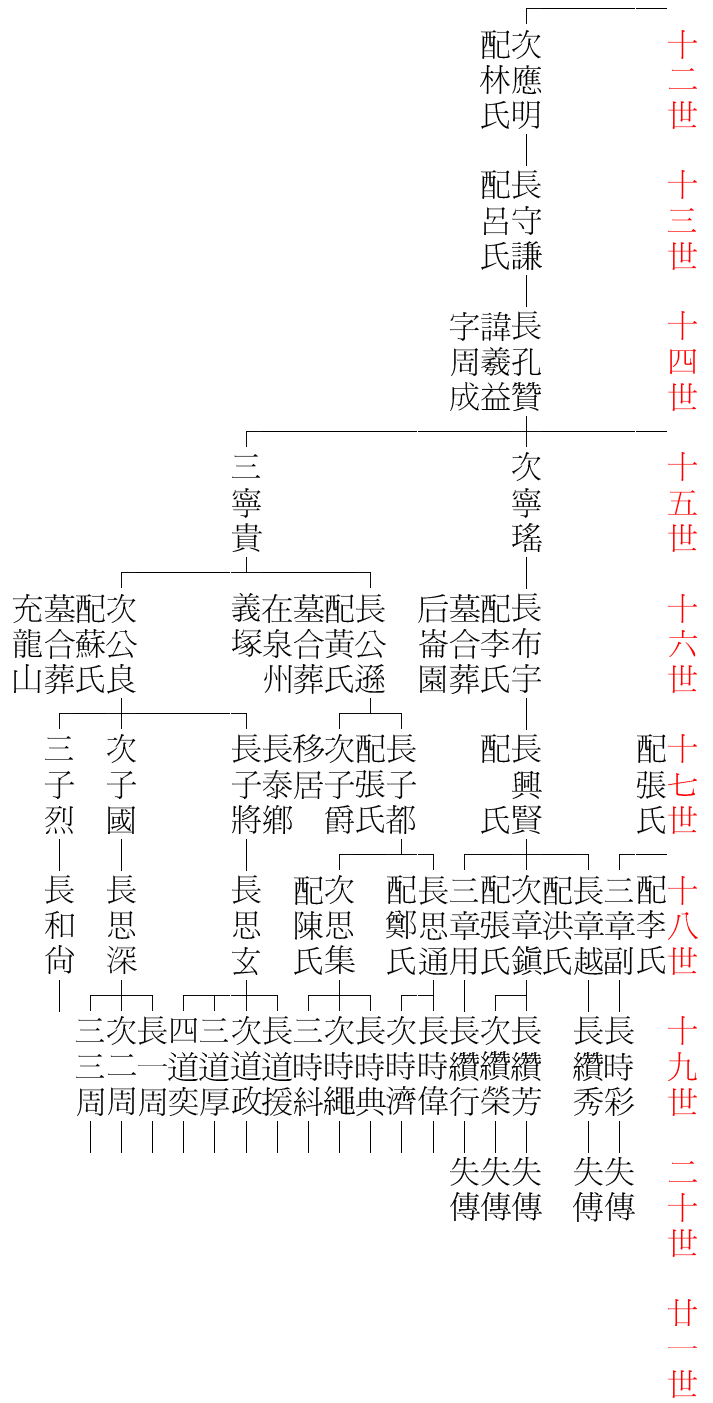 十二世
次應明
配林氏
十三世
長守謙
配呂氏
十四世
長孔贊
諱羲益
字周成
十五世
次寧瑤
三寧貴
十六世
長布宇
配李氏
墓合葬
后崙園
長公遜
配黃氏
墓合葬
在泉州
義塚
次公良
配蘇氏
墓合葬
充龍山
十七世
配張氏
長興賢
配 氏
長子都
配張氏
次子爵
移居
長泰鄉
長子將
次子國
三子烈
十八世
配李氏
三章副
長章越
配洪氏
次章鎮
配張氏
三章用
長思通
配鄭氏
次思集
配陳氏
長思玄
長思深
長和尙
十九世
長時彩
長纘秀
長纘芳
次纘榮
長纘行
長時偉
次時濟
長時典
次時繩
三時紏
長道援
次道政
三道厚
四道奕
長一周
次二周
三三周
二十世
失傳
失傅
失傳
失傳
失傳
廿一世